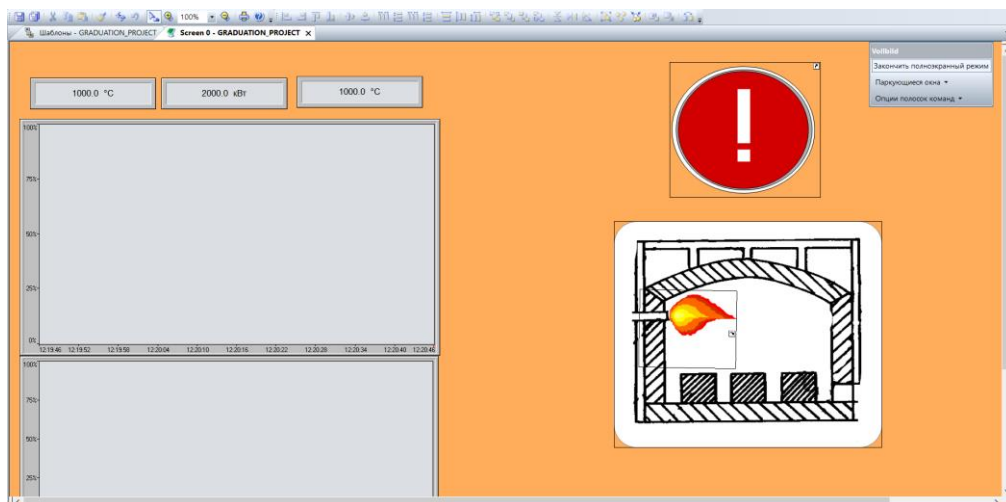 100%
Шаблоны - GRADUATION_PROJECT
Screen 0 - GRADUATION_PROJECT X
Vollbild
Закончить полноэкранный режим
Паркующиеся окна
Опции полосок команд
1000.0 °C
2000.0 кВт
1000.0 °C
!
100%
75%
50%
25%
0%
12:19:46 12:19:52 12:19:58 12:20:04 12:20:10 12:20:16 12:20:22 12:20:28 12:20:34 12:20:40 12:20:46
100%
75%
50%
25%